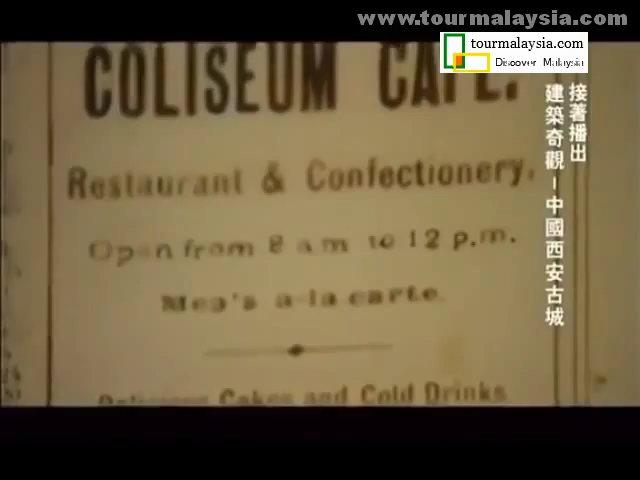 www.tourmalaysia.com
tourmalaysia.com
Discover Malaysia
COLISEUM CAFE.
Restaurant & Confectionery.
Open from 8 a m to 12 p.m.
a-la carte.
Delicious Cakes and Cold Drinks
接著播出
建築奇觀－中國西安古城